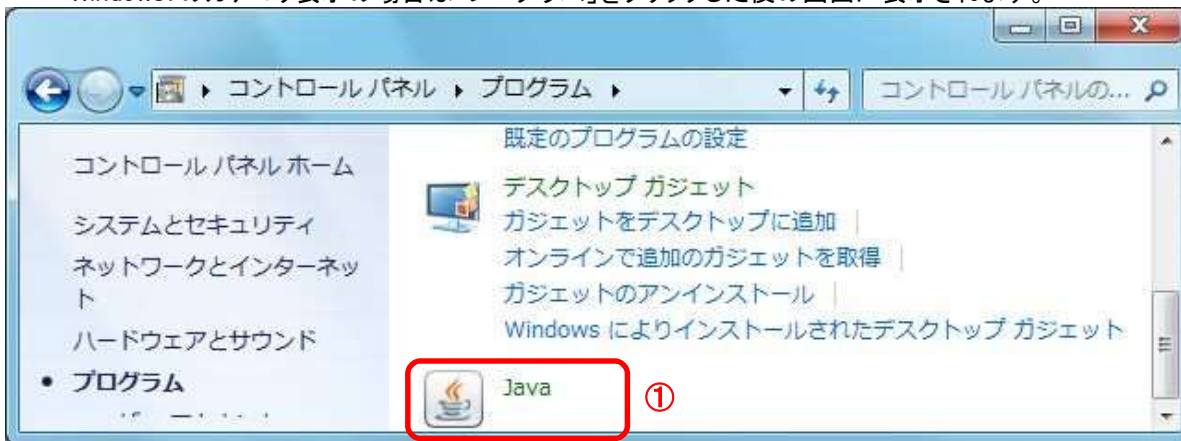 コントロール パネル ▸ プログラム ▸
コントロール パネルの...
コントロール パネル ホーム
システムとセキュリティ
ネットワークとインターネッ
ト
ハードウェアとサウンド
• プログラム
既定のプログラムの設定
デスクトップ ガジェット
ガジェットをデスクトップに追加
オンラインで追加のガジェットを取得
ガジェットのアンインストール
Windows によりインストールされたデスクトップ ガジェット
Java
①